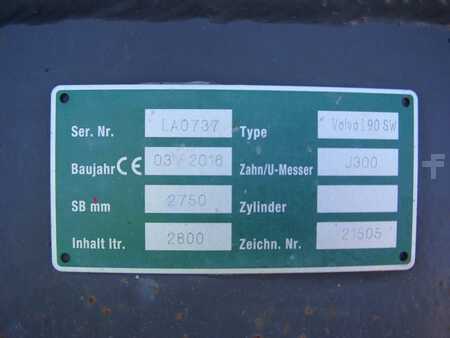 Ser. Nr. LA0737 Type Volvo L90 SW
Baujahr CE 03 / 2016 Zahn/U-Messer J300
SB mm 2750 Zylinder
Inhalt ltr. 2800 Zeichn. Nr. 21505